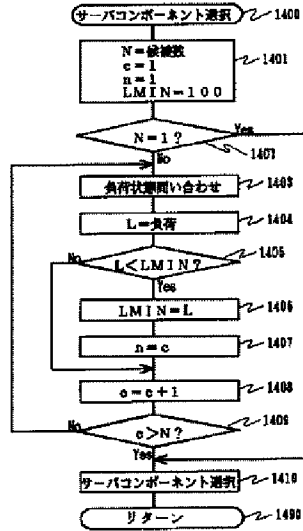 サーバコンポーネント選択
1400
N=候補数
c=1
n=1
LMIN=100
1401
N=1?
Yes
1402
No
負荷状態問い合わせ
1403
L=負荷
1404
1405
No
L<LMIN?
Yes
LMIN=L
1406
n=c
1407
c=c+1
1408
No
c>N?
1409
Yes
サーバコンポーネント選択
1410
リターン
1490